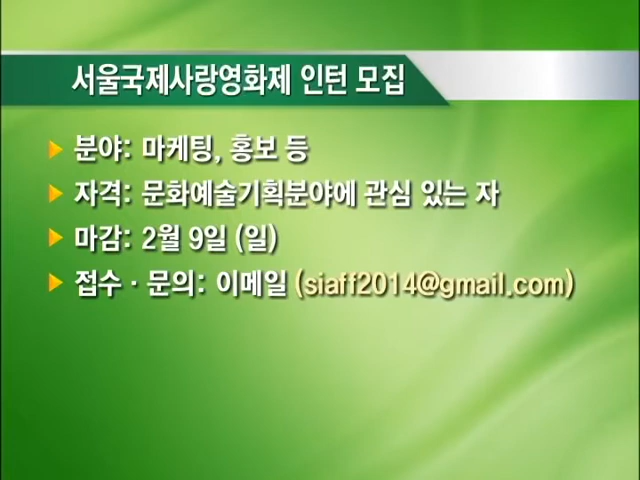 서울국제사랑영화제 인턴 모집
분야: 마케팅, 홍보 등
자격: 문화예술기획분야에 관심 있는 자
마감: 2월 9일 (일)
접수 · 문의: 이메일 (siaff2014@gmail.com)